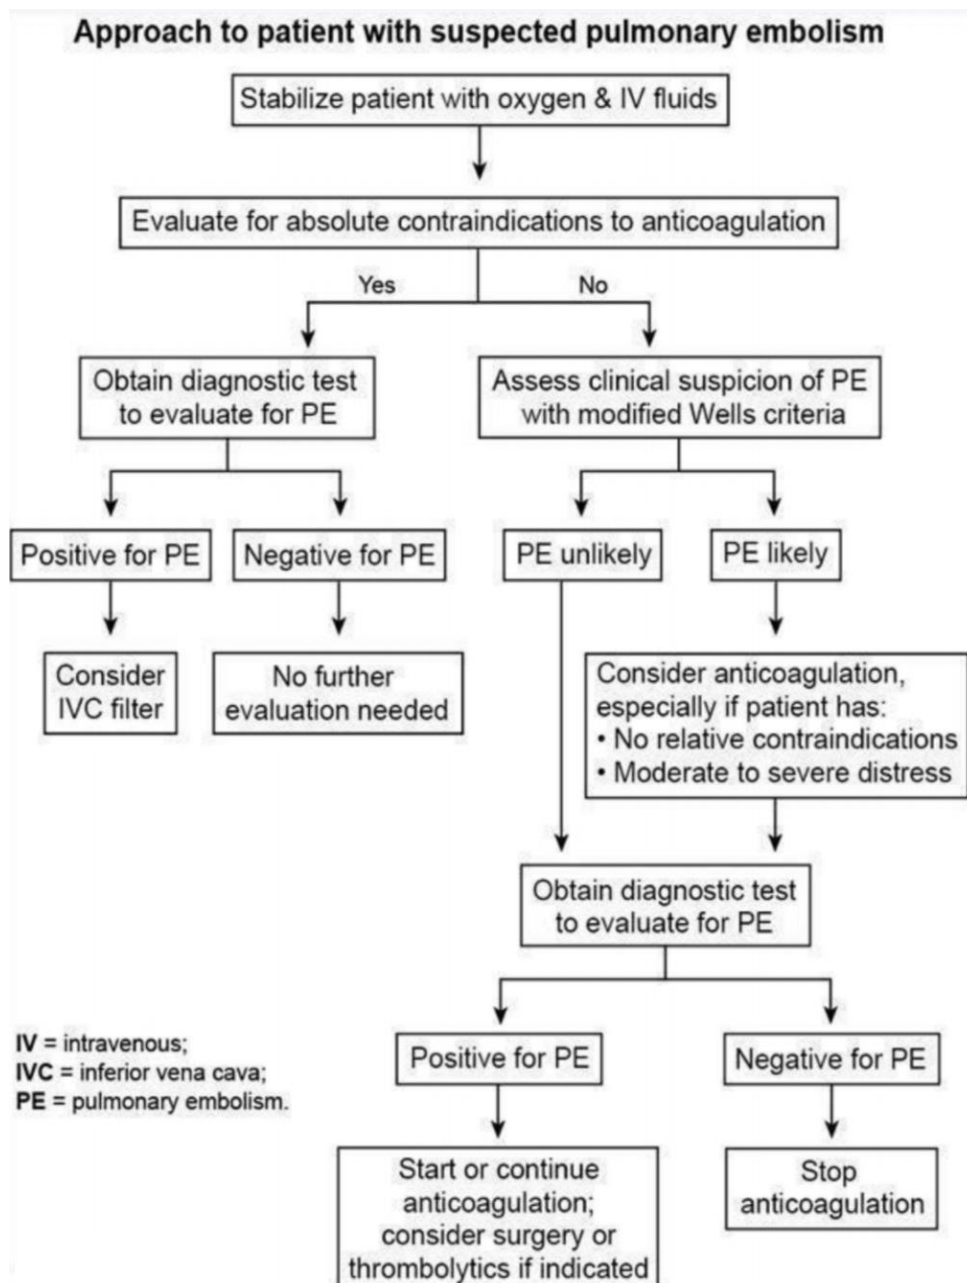 Approach to patient with suspected pulmonary embolism
Stabilize patient with oxygen & IV fluids
Evaluate for absolute contraindications to anticoagulation
Yes
No
Obtain diagnostic test
to evaluate for PE
Assess clinical suspicion of PE
with modified Wells criteria
Positive for PE
Negative for PE
PE unlikely
PE likely
Consider
IVC filter
No further
evaluation needed
Consider anticoagulation,
especially if patient has:
• No relative contraindications
• Moderate to severe distress
Obtain diagnostic test
to evaluate for PE
IV = intravenous;
IVC = inferior vena cava;
PE = pulmonary embolism.
Positive for PE
Negative for PE
Start or continue
anticoagulation;
consider surgery or
thrombolytics if indicated
Stop
anticoagulation